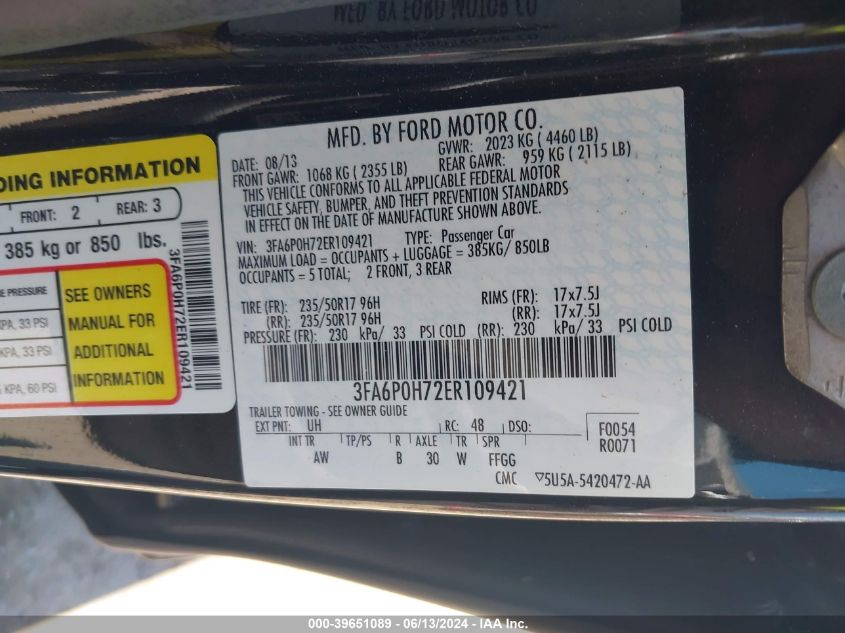 MFD. BY FORD MOTOR CO.
DATE: 08/13 GVWR: 2023 KG ( 4460 LB)
FRONT GAWR: 1068 KG ( 2355 LB) REAR GAWR: 959 KG ( 2115 LB)
THIS VEHICLE CONFORMS TO ALL APPLICABLE FEDERAL MOTOR
VEHICLE SAFETY, BUMPER, AND THEFT PREVENTION STANDARDS
IN EFFECT ON THE DATE OF MANUFACTURE SHOWN ABOVE.
VIN: 3FA6P0H72ER109421 TYPE: Passenger Car
MAXIMUM LOAD = OCCUPANTS + LUGGAGE = 385KG/ 850LB
OCCUPANTS = 5 TOTAL; 2 FRONT, 3 REAR
TIRE (FR): 235/50R17 96H RIMS (FR): 17x7.5J
(RR): 235/50R17 96H (RR): 17x7.5J
PRESSURE (FR): 230 kPa/ 33 PSI COLD (RR): 230 kPa/ 33 PSI COLD
3FA6P0H72ER109421
TRAILER TOWING - SEE OWNER GUIDE
EXT PNT: UH RC: 48 DSO: F0054
R0071
INT TR TP/PS R AXLE TR SPR
AW B 30 W FFGG
CMC 5U5A-5420472-AA
DING INFORMATION
FRONT: 2 REAR: 3
385 kg or 850 lbs.
PRESSURE
KPA, 33 PSI
KPA, 33 PSI
KPA, 60 PSI
SEE OWNERS
MANUAL FOR
ADDITIONAL
INFORMATION
3FA6P0H72ER109421
000-39651089 - 06/13/2024 - IAAI.com